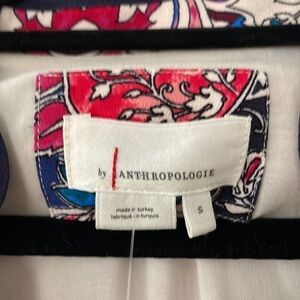 by ANTHROPOLOGIE
made in turkey
fabriqué en turquie
S